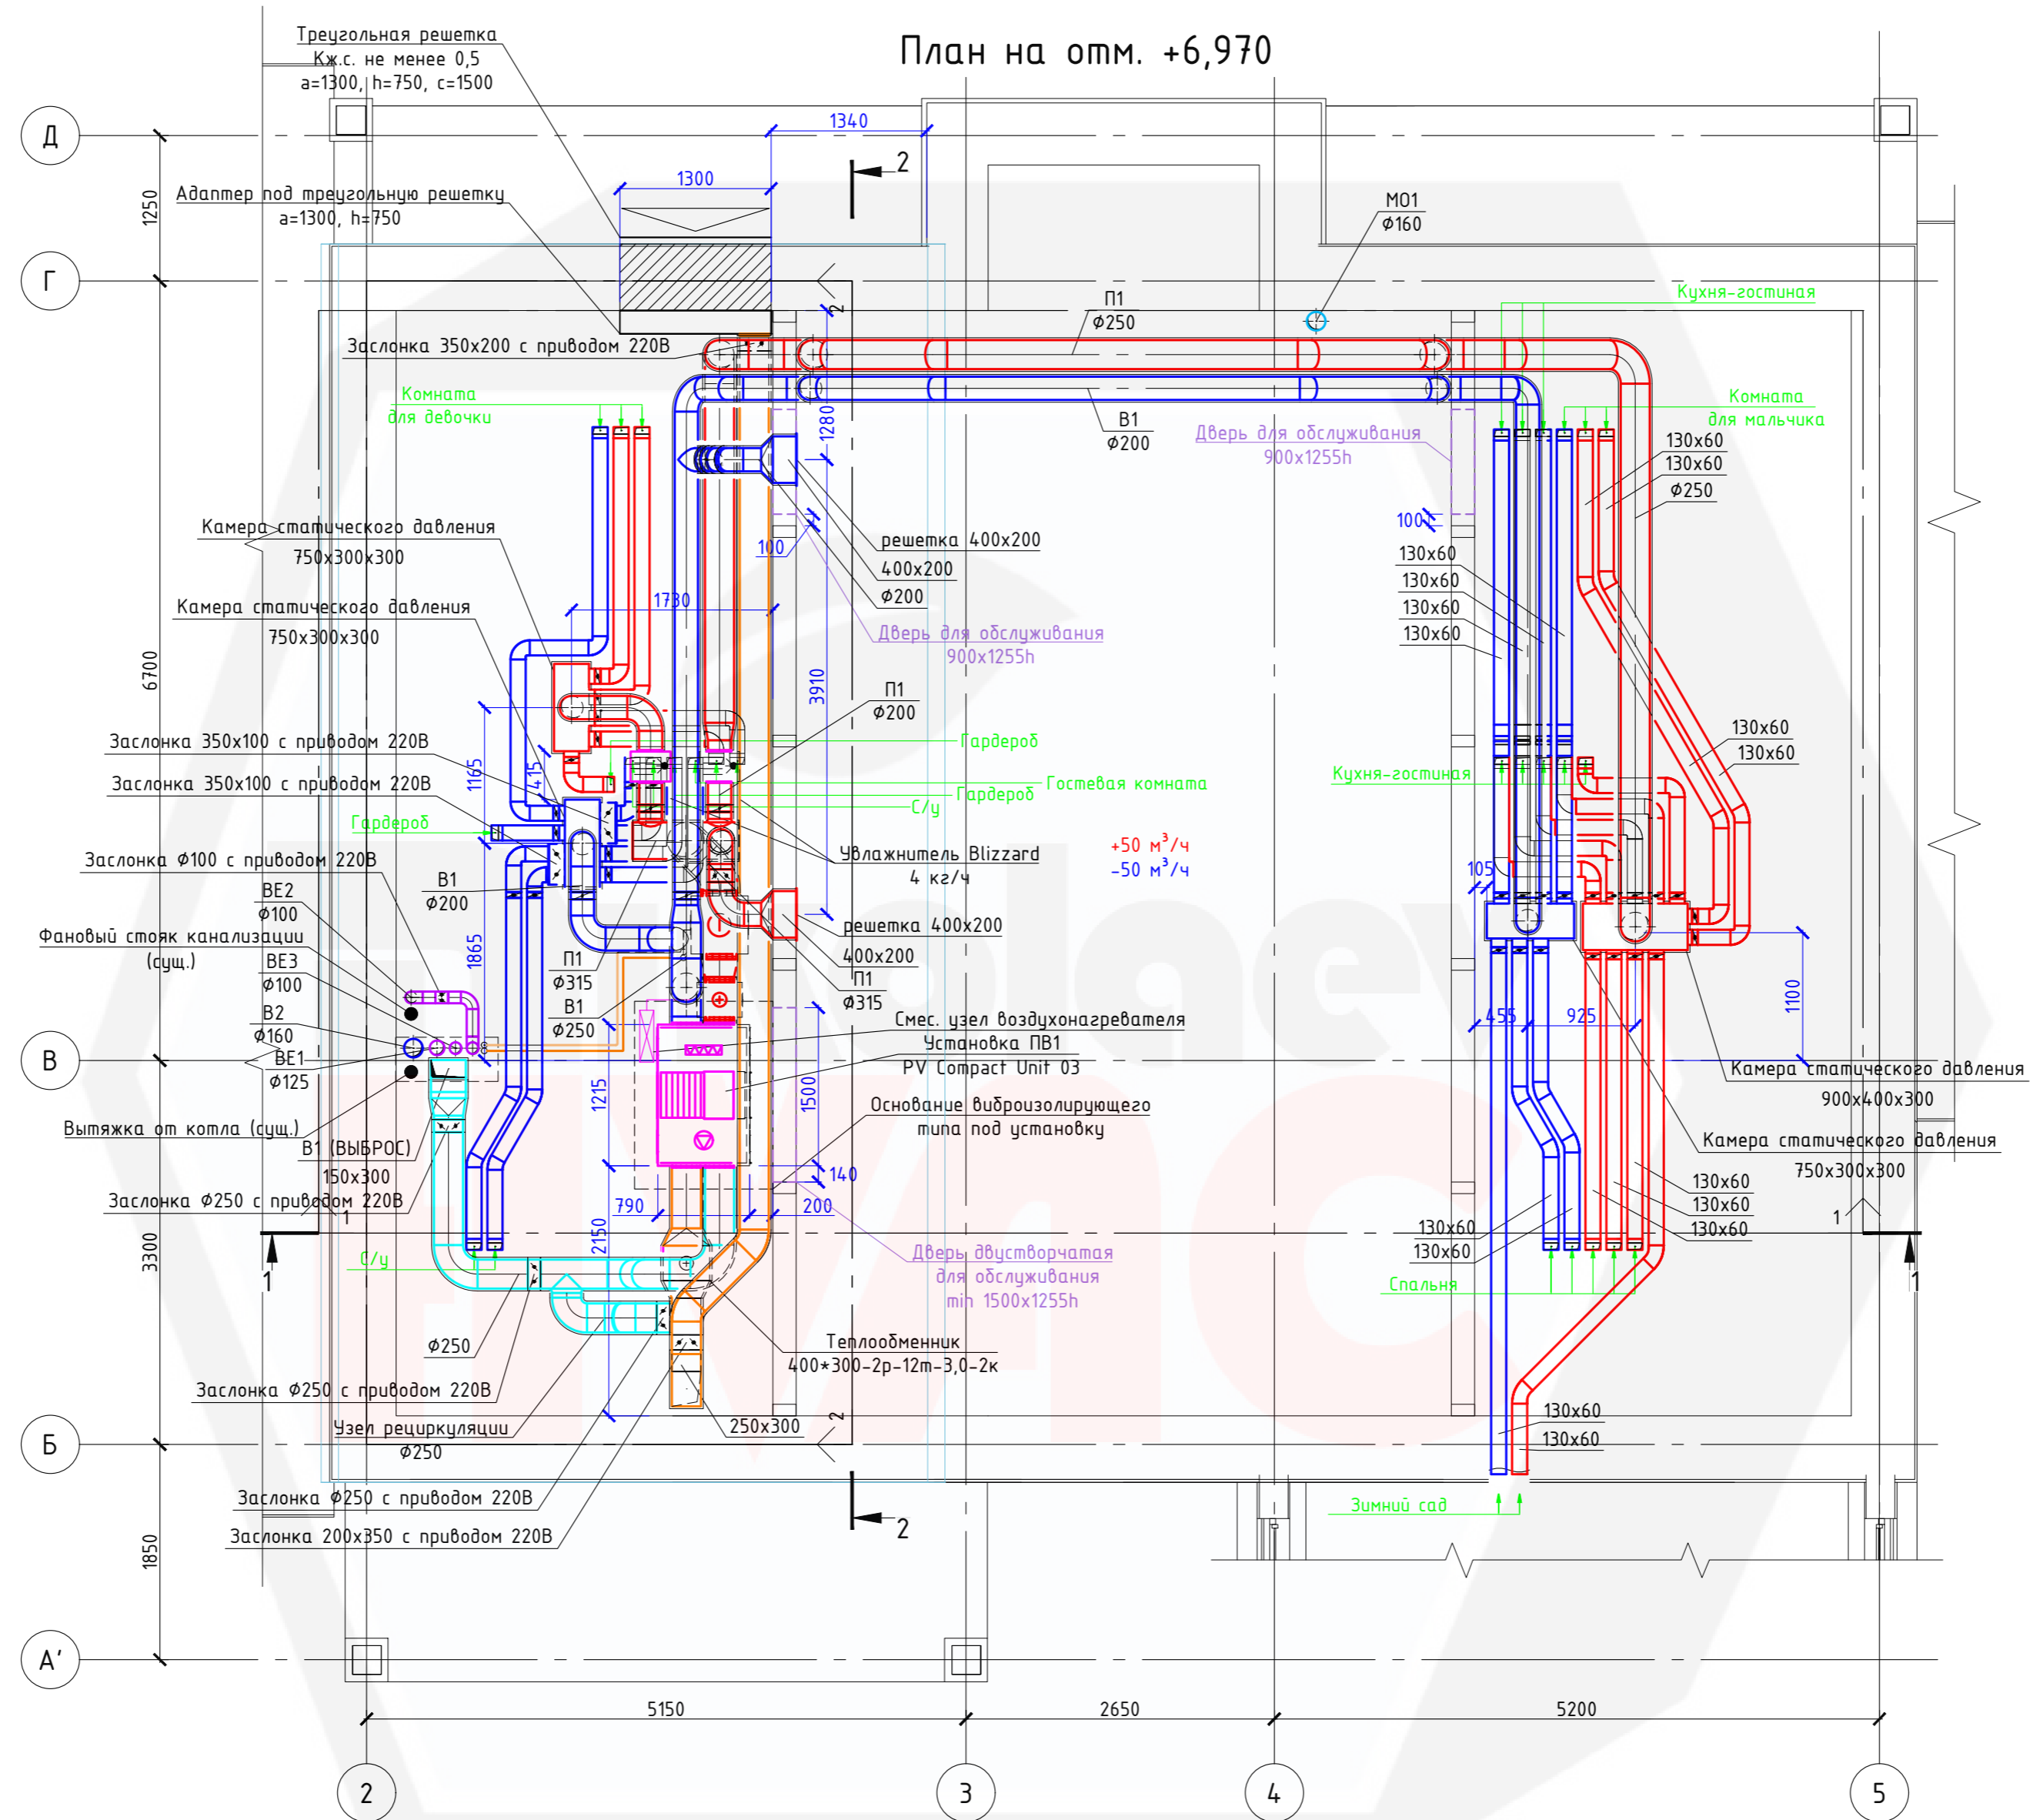 План на отм. +6,970
Треугольная решетка
Кж.с. не менее 0,5
a=1300, h=750, c=1500
Адаптер под треугольную решетку
a=1300, h=750
Заслонка 350х200 с приводом 220В
Комната
для девочки
Камера статического давления
750х300х300
Камера статического давления
750х300х300
Заслонка 350х100 с приводом 220В
Заслонка 350х100 с приводом 220В
Гардероб
Заслонка Ф100 с приводом 220В
ВЕ2
Ф100
Фановый стояк канализации
(сущ.)
ВЕ3
Ф100
В2
Ф160
ВЕ1
Ф125
Вытяжка от котла (сущ.)
В1 (ВЫБРОС)
150х300
Заслонка Ф250 с приводом 220В
С/у
Ф250
Заслонка Ф250 с приводом 220В
Узел рециркуляции
Ф250
Заслонка Ф250 с приводом 220В
Заслонка 200х350 с приводом 220В
250х300
1340
1300
2
2
МО1
Ф160
П1
Ф250
В1
Ф200
1280
100
решетка 400х200
400х200
Ф200
Дверь для обслуживания
900х1255h
1730
3910
П1
Ф200
Гардероб
Гостевая комната
Гардероб
С/у
Увлажнитель Blizzard
4 кг/ч
+50 м³/ч
-50 м³/ч
решетка 400х200
400х200
П1
Ф315
1165
415
1865
В1
Ф200
П1
Ф315
В1
Ф250
Смес. узел воздухонагревателя
Установка ПВ1
PV Compact Unit 03
Основание виброизолирующего
типа под установку
1215
1500
140
790
200
2150
Дверь двустворчатая
для обслуживания
min 1500х1255h
Теплообменник
400*300-2р-12т-3,0-2к
Кухня-гостиная
Комната
для мальчика
Дверь для обслуживания
900х1255h
130х60
130х60
Ф250
100
130х60
130х60
130х60
130х60
130х60
130х60
Кухня-гостиная
105
455
925
1100
Камера статического давления
900х400х300
Камера статического давления
750х300х300
130х60
130х60
130х60
130х60
130х60
Спальня
130х60
130х60
Зимний сад
1
1
1
1
2
2
Д
Г
В
Б
А'
1250
6700
3300
1850
5150
2650
5200
2
3
4
5
HVAC